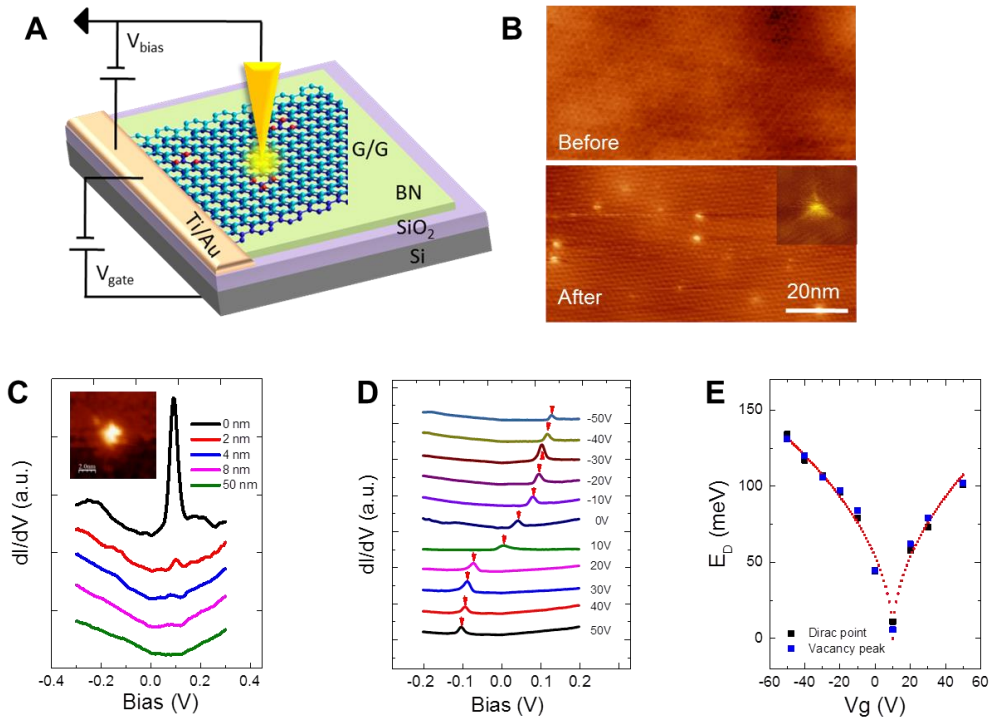 A
V_bias
G/G
BN
SiO₂
Si
Ti/Au
V_gate
B
Before
After
20nm
C
0 nm
2 nm
4 nm
8 nm
50 nm
2.0nm
dI/dV (a.u.)
-0.4 -0.2 0.0 0.2 0.4
Bias (V)
D
-50V
-40V
-30V
-20V
-10V
0V
10V
20V
30V
40V
50V
dI/dV (a.u.)
-0.2 -0.1 0.0 0.1 0.2
Bias (V)
E
150
100
50
0
E_D (meV)
Dirac point
Vacancy peak
-60 -40 -20 0 20 40 60
Vg (V)